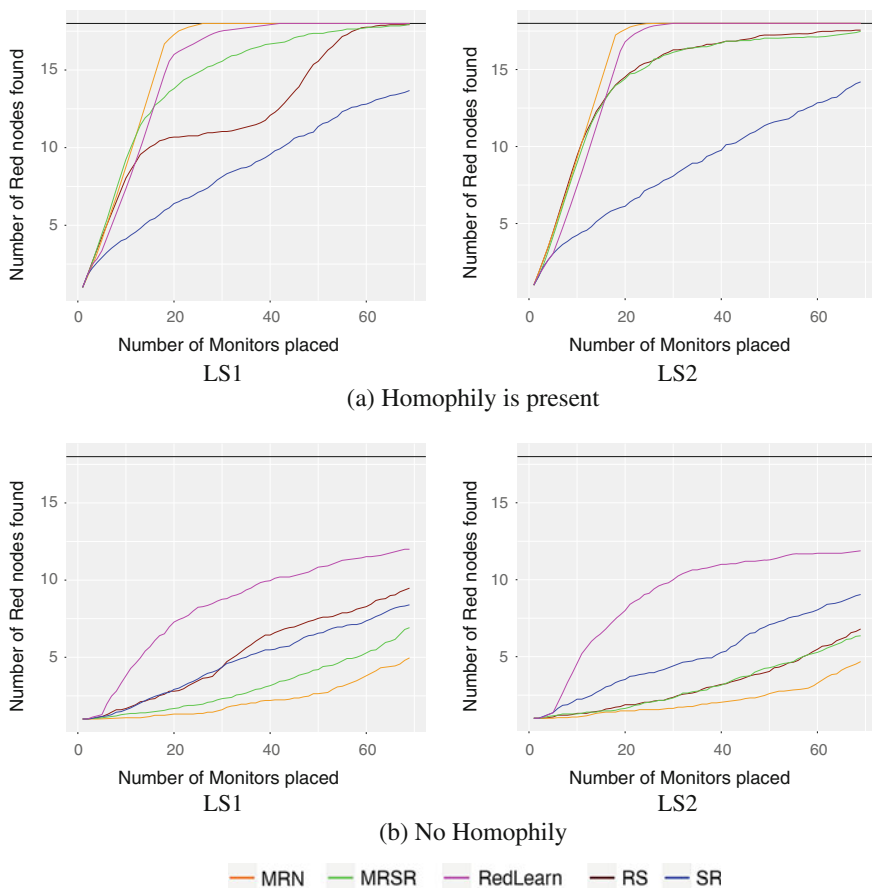 Number of Red nodes found
15
10
5
0
20
40
60
Number of Monitors placed
LS1
Number of Red nodes found
15
10
5
0
20
40
60
Number of Monitors placed
LS2
(a) Homophily is present
Number of Red nodes found
15
10
5
0
20
40
60
Number of Monitors placed
LS1
Number of Red nodes found
15
10
5
0
20
40
60
Number of Monitors placed
LS2
(b) No Homophily
MRN MRSR RedLearn RS SR